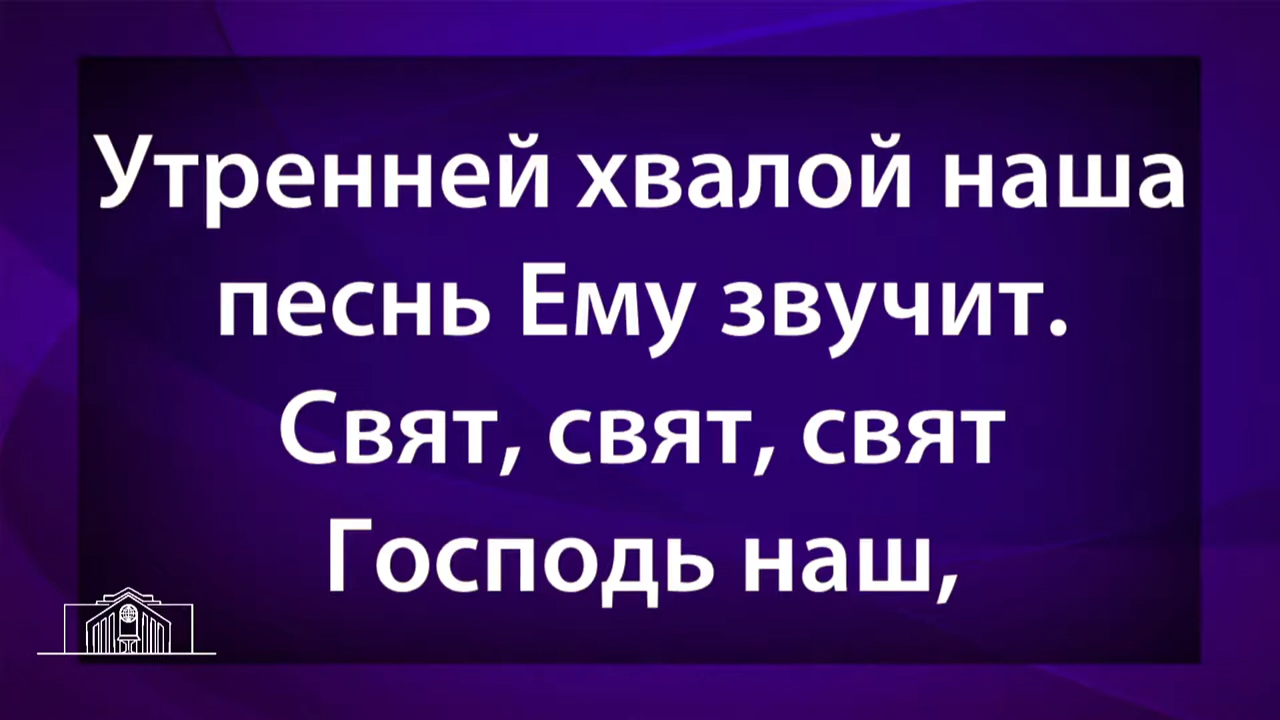 Утренней хвалой наша
песнь Ему звучит.
Свят, свят, свят
Господь наш,